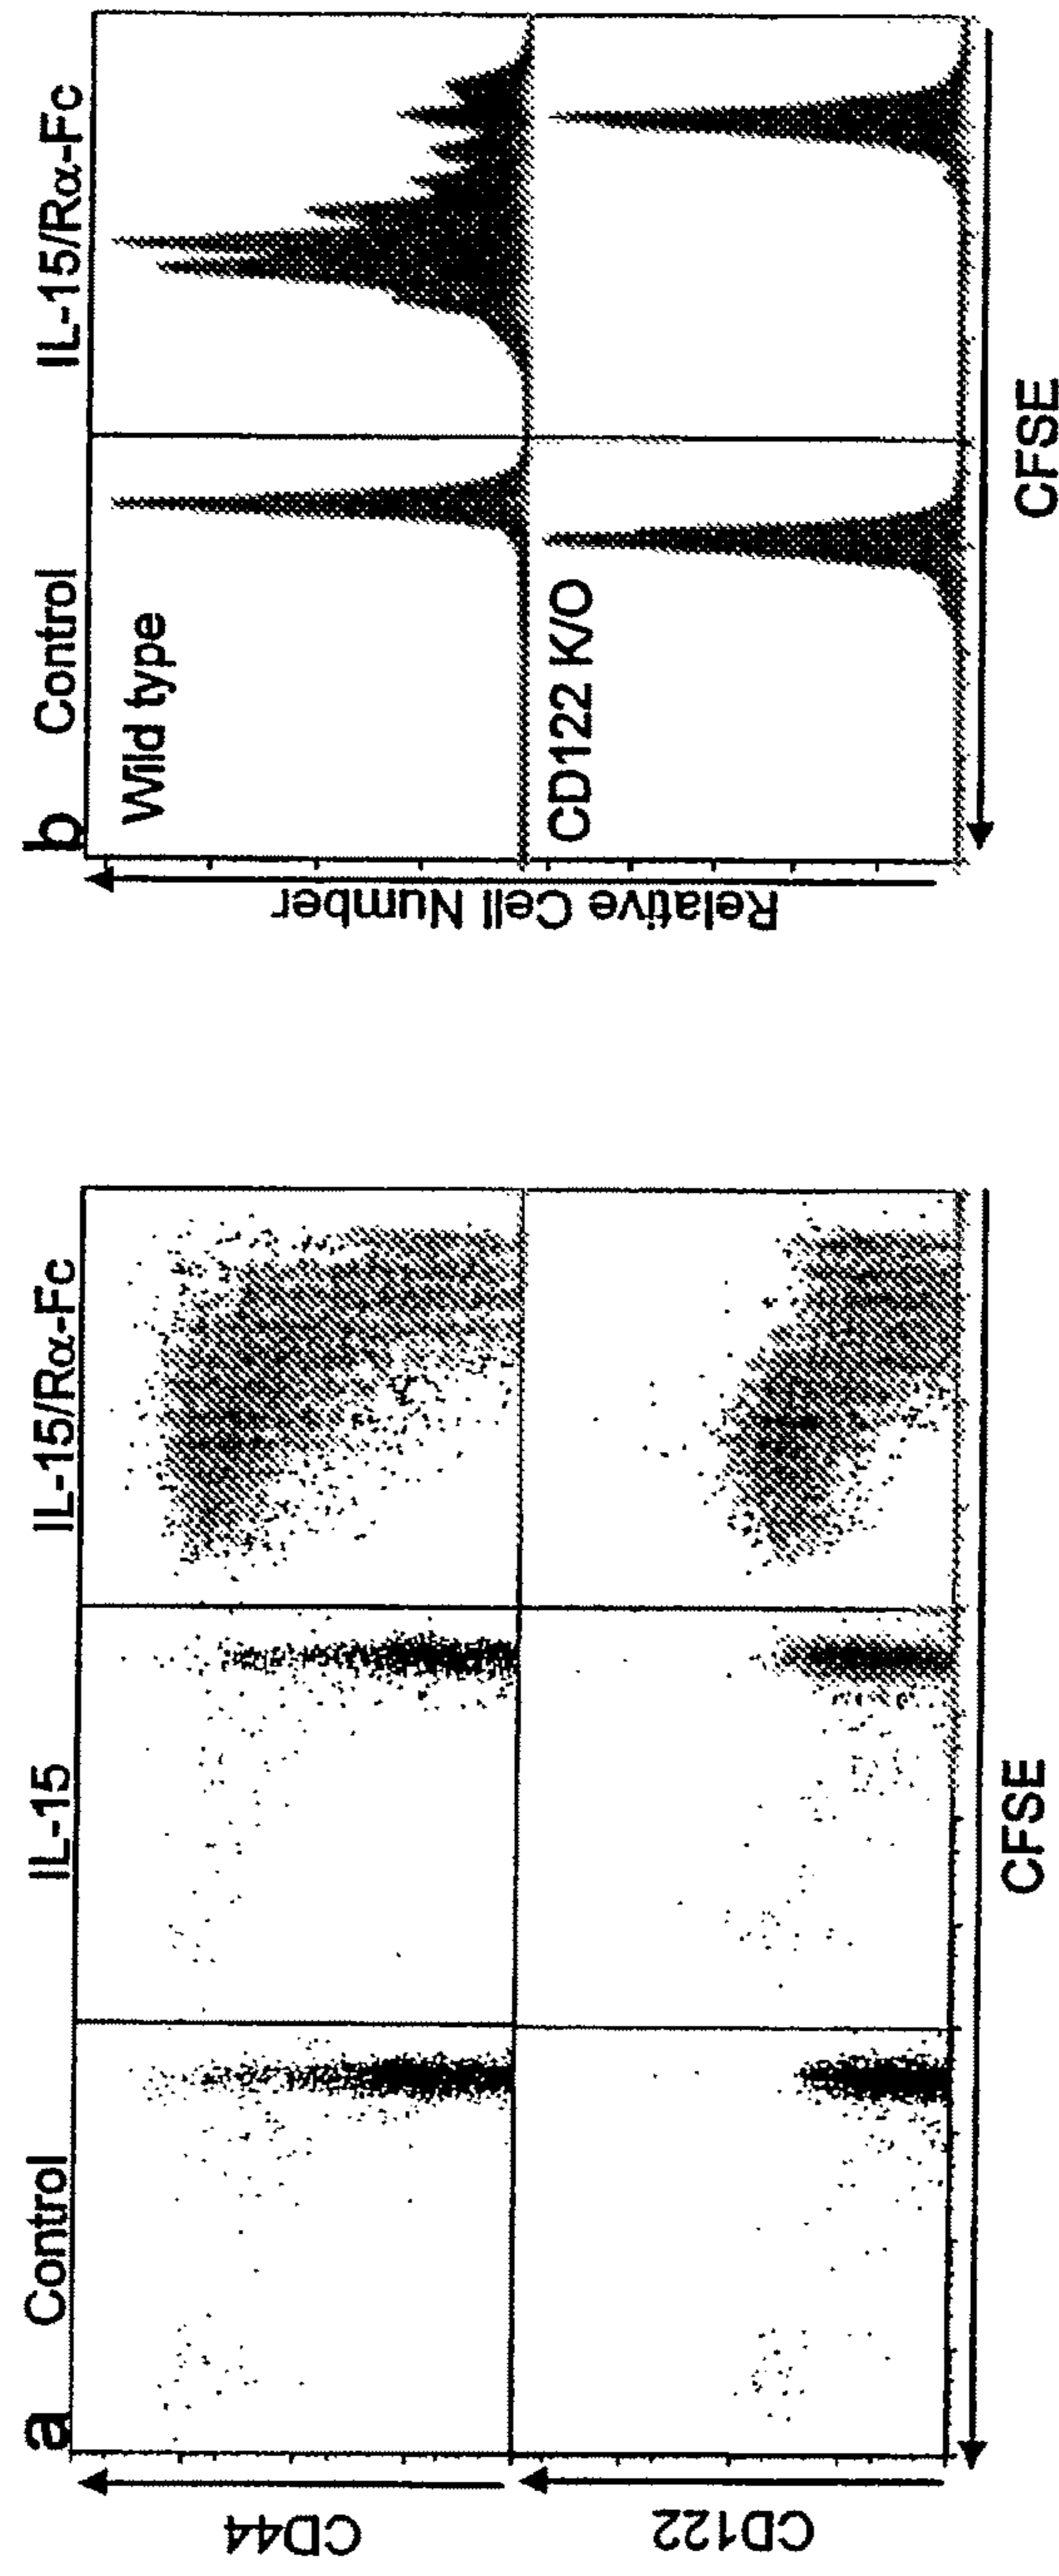 a
Control
IL-15
IL-15/Rα-Fc
CD44
CD122
CFSE
b
Control
IL-15/Rα-Fc
Wild type
CD122 K/O
Relative Cell Number
CFSE